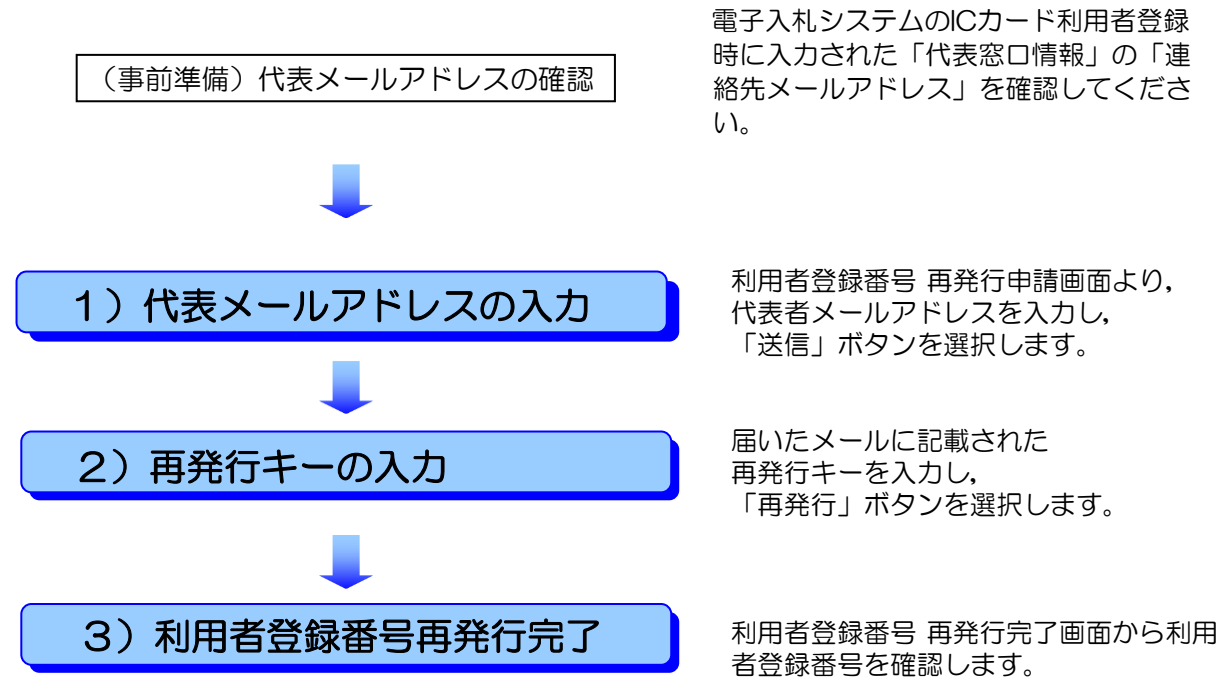 電子入札システムのICカード利用者登録
時に入力された「代表窓口情報」の「連
絡先メールアドレス」を確認してくださ
い。
（事前準備）代表メールアドレスの確認
１）代表メールアドレスの入力
利用者登録番号 再発行申請画面より，
代表者メールアドレスを入力し，
「送信」ボタンを選択します。
２）再発行キーの入力
届いたメールに記載された
再発行キーを入力し，
「再発行」ボタンを選択します。
３）利用者登録番号再発行完了
利用者登録番号 再発行完了画面から利用
者登録番号を確認します。